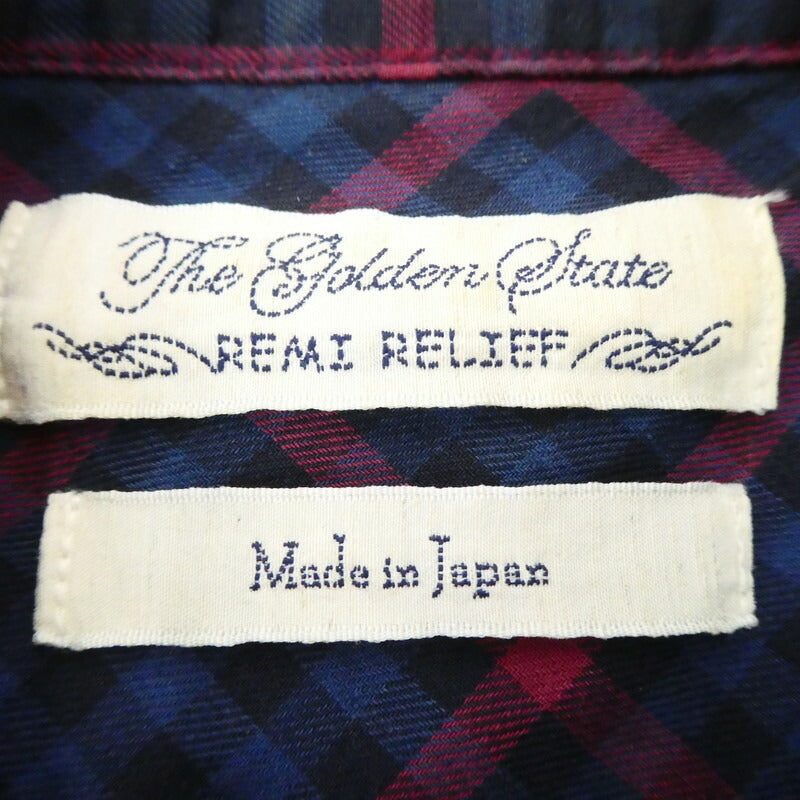 The Golden State
REMI RELIEF
Made in Japan